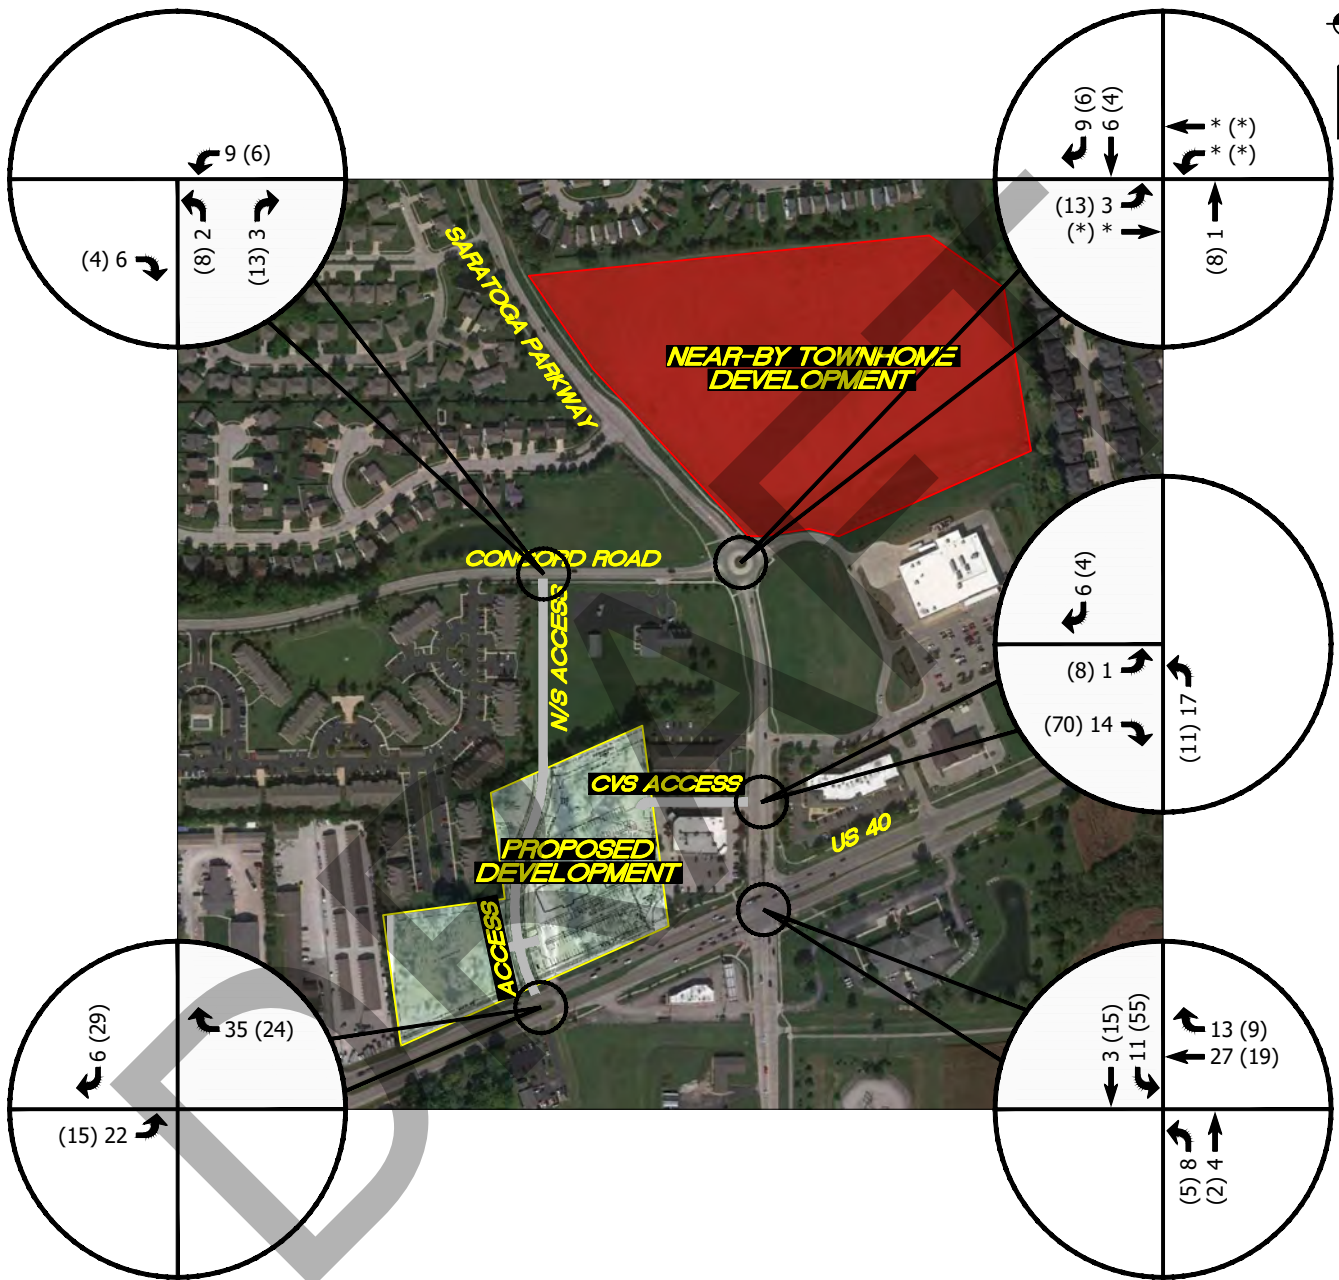 9 (6)
(4) 6
(8) 2
(13) 3
9 (6)
6 (4)
* (*)
* (*)
(13) 3
(*) *
(8) 1
SARATOGA PARKWAY
NEAR-BY TOWNHOME
DEVELOPMENT
CONCORD ROAD
N/S ACCESS
6 (4)
(8) 1
(70) 14
(11) 17
CVS ACCESS
US 40
PROPOSED
DEVELOPMENT
ACCESS
6 (29)
35 (24)
(15) 22
3 (15)
11 (55)
13 (9)
27 (19)
(5) 8
(2) 4
DRAFT